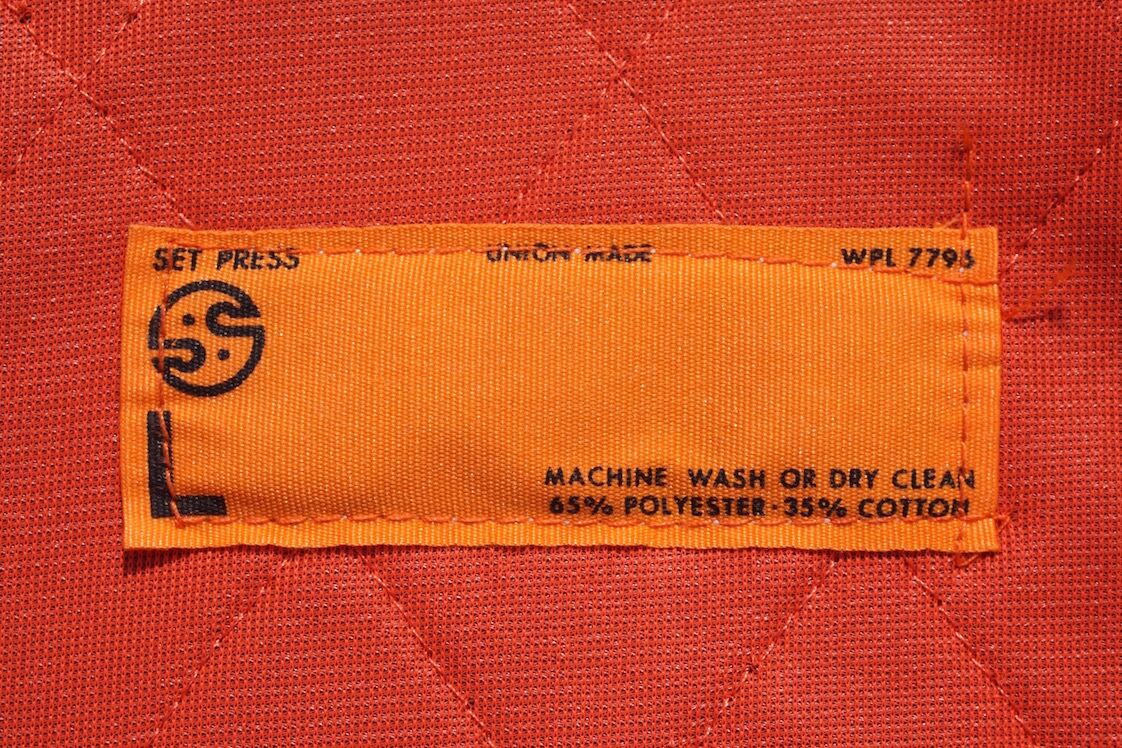 SET PRESS UNION MADE WPL 7795
L
MACHINE WASH OR DRY CLEAN
65% POLYESTER·35% COTTON